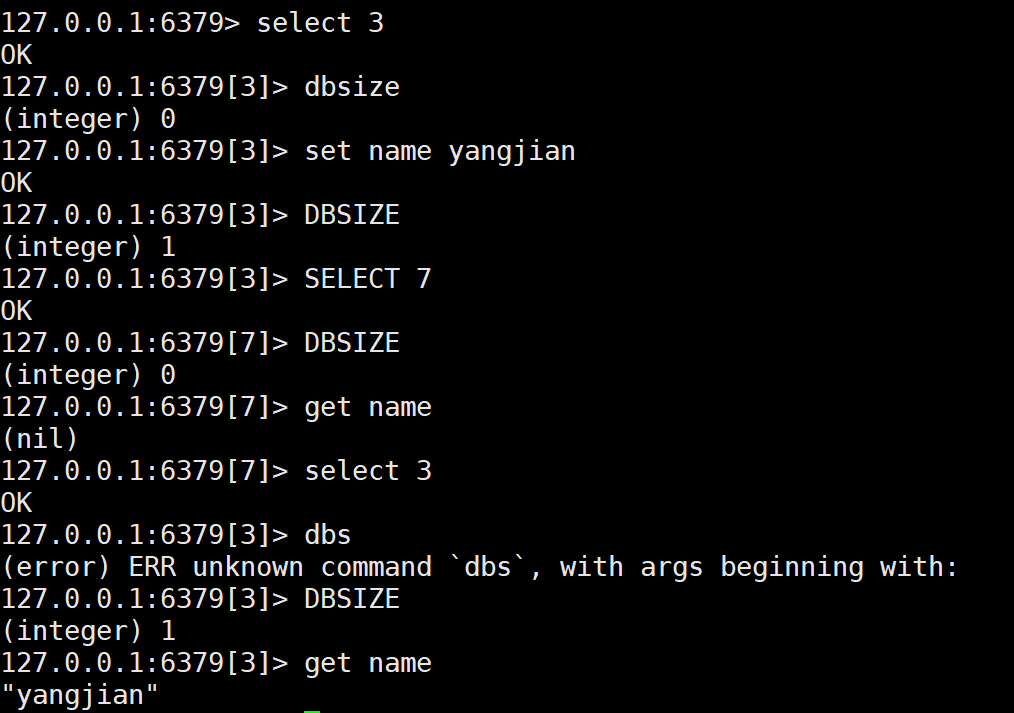 127.0.0.1:6379> select 3
OK
127.0.0.1:6379[3]> dbsize
(integer) 0
127.0.0.1:6379[3]> set name yangjian
OK
127.0.0.1:6379[3]> DBSIZE
(integer) 1
127.0.0.1:6379[3]> SELECT 7
OK
127.0.0.1:6379[7]> DBSIZE
(integer) 0
127.0.0.1:6379[7]> get name
(nil)
127.0.0.1:6379[7]> select 3
OK
127.0.0.1:6379[3]> dbs
(error) ERR unknown command `dbs`, with args beginning with:
127.0.0.1:6379[3]> DBSIZE
(integer) 1
127.0.0.1:6379[3]> get name
"yangjian"